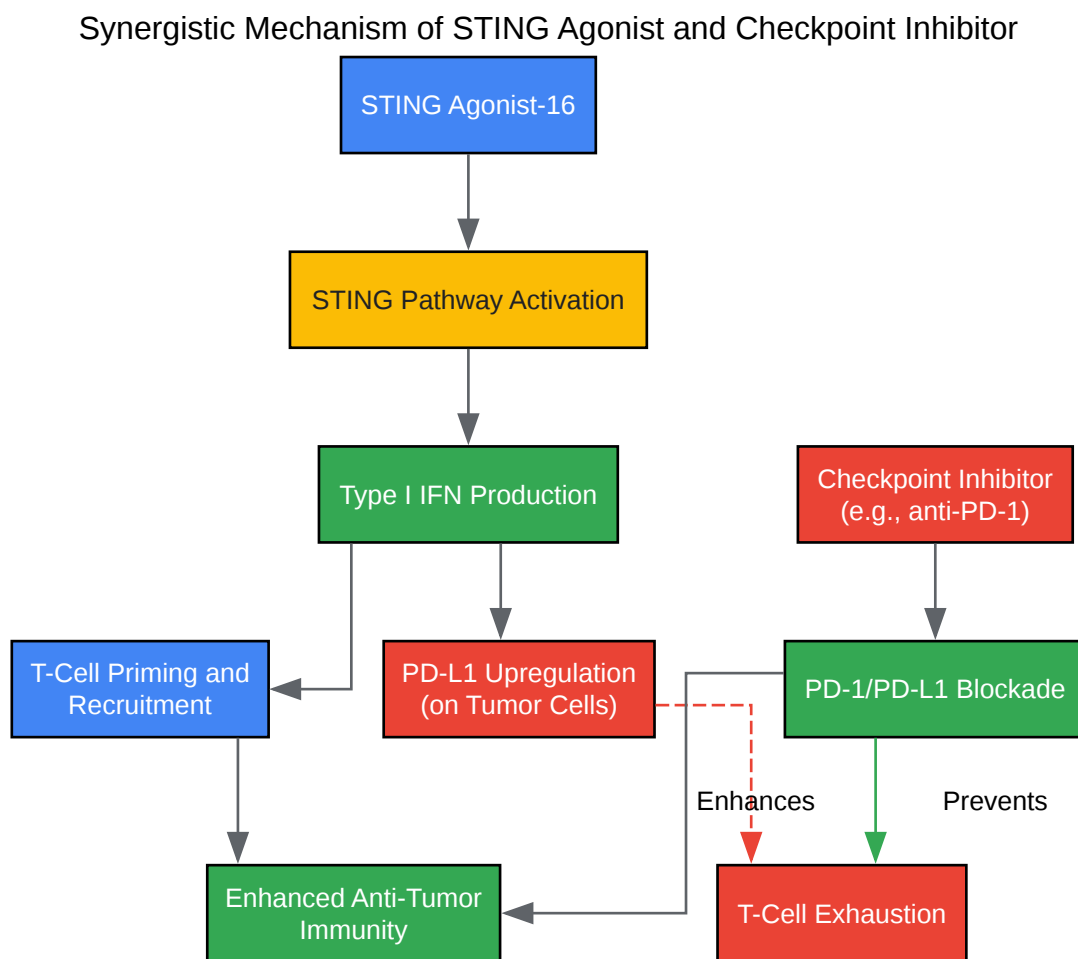 Synergistic Mechanism of STING Agonist and Checkpoint Inhibitor
STING Agonist-16
STING Pathway Activation
Type I IFN Production
Checkpoint Inhibitor
(e.g., anti-PD-1)
T-Cell Priming and
Recruitment
PD-L1 Upregulation
(on Tumor Cells)
PD-1/PD-L1 Blockade
Enhances
Prevents
Enhanced Anti-Tumor
Immunity
T-Cell Exhaustion